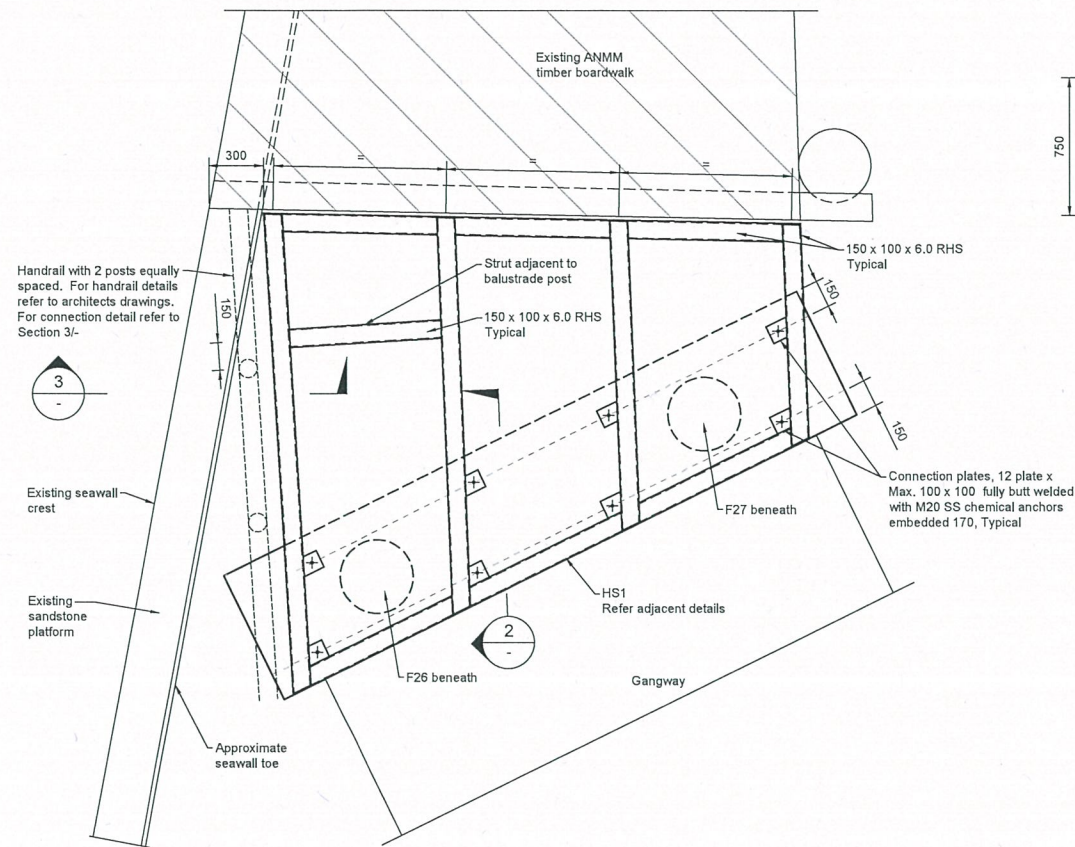 Existing ANMM
timber boardwalk
750
300
=
=
=
150 x 100 x 6.0 RHS
Typical
Handrail with 2 posts equally
spaced. For handrail details
refer to architects drawings.
For connection detail refer to
Section 3/-
Strut adjacent to
balustrade post
150 x 100 x 6.0 RHS
Typical
150
150
3
-
150
Connection plates, 12 plate x
Max. 100 x 100 fully butt welded
with M20 SS chemical anchors
embedded 170, Typical
Existing seawall
crest
F27 beneath
HS1
Refer adjacent details
Existing
sandstone
platform
2
-
F26 beneath
Gangway
Approximate
seawall toe